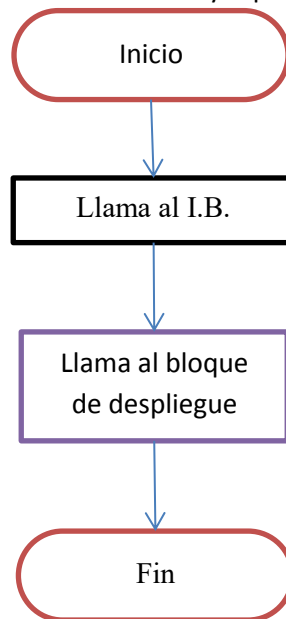 Inicio
Llama al I.B.
Llama al bloque
de despliegue
Fin